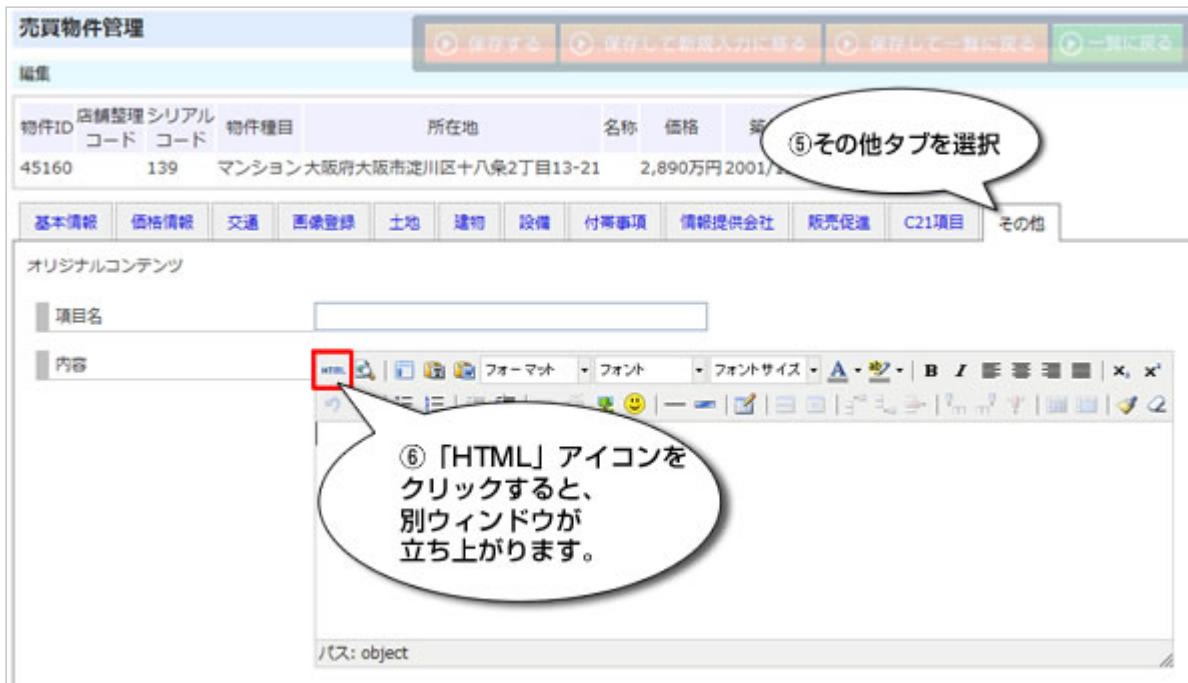 売買物件管理
保存する 保存して新規入力に移る 保存して一覧に戻る 一覧に戻る
編集
物件ID 店舗整理コード シリアルコード 物件種目 所在地 名称 価格 築
45160 139 マンション 大阪府大阪市淀川区十八条2丁目13-21 2,890万円 2001/1
⑤その他タブを選択
基本情報 価格情報 交通 画像登録 土地 建物 設備 付帯事項 情報提供会社 販売促進 C21項目 その他
オリジナルコンテンツ
項目名
内容
HTML フォーマット フォント フォントサイズ A ab B I x, x²
⑥「HTML」アイコンを
クリックすると、
別ウィンドウが
立ち上がります。
パス: object